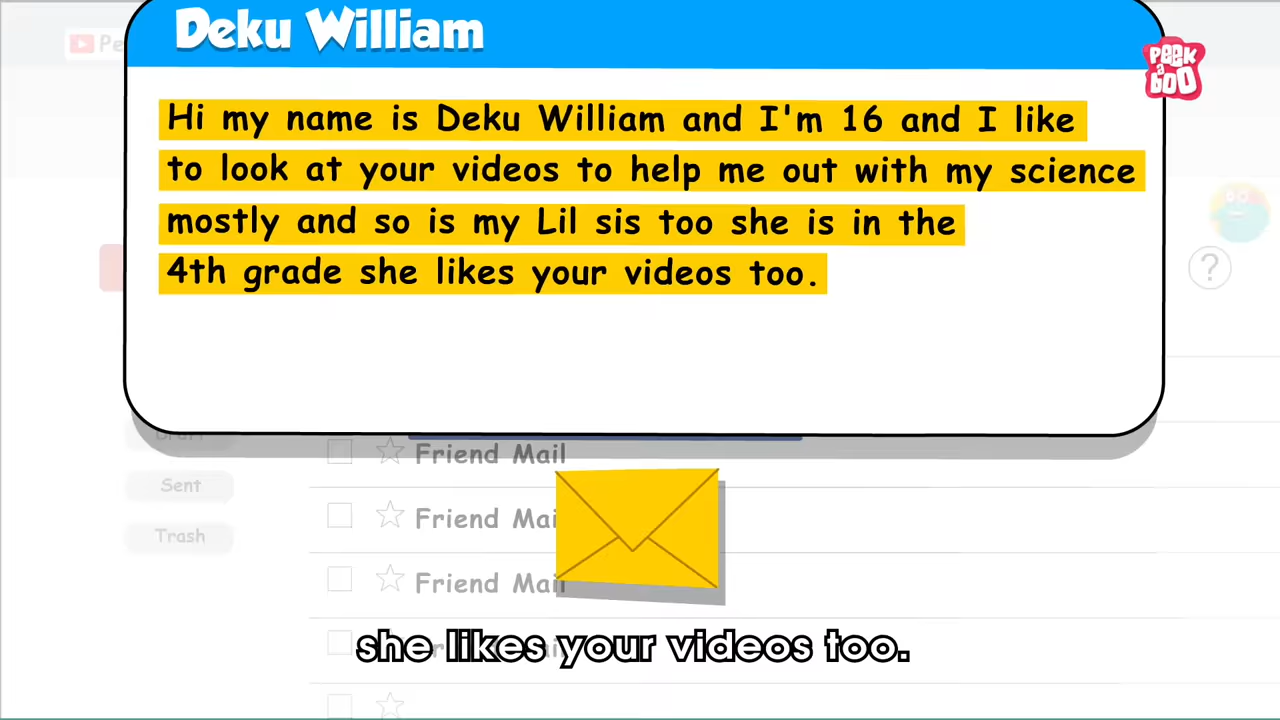 Deku William
Pe
PEEK
a
BOO
Hi my name is Deku William and I'm 16 and I like
to look at your videos to help me out with my science
mostly and so is my Lil sis too she is in the
4th grade she likes your videos too.
?
Draft
Friend Mail
Sent
Friend Mai
Trash
Friend Mail
she likes your videos too.